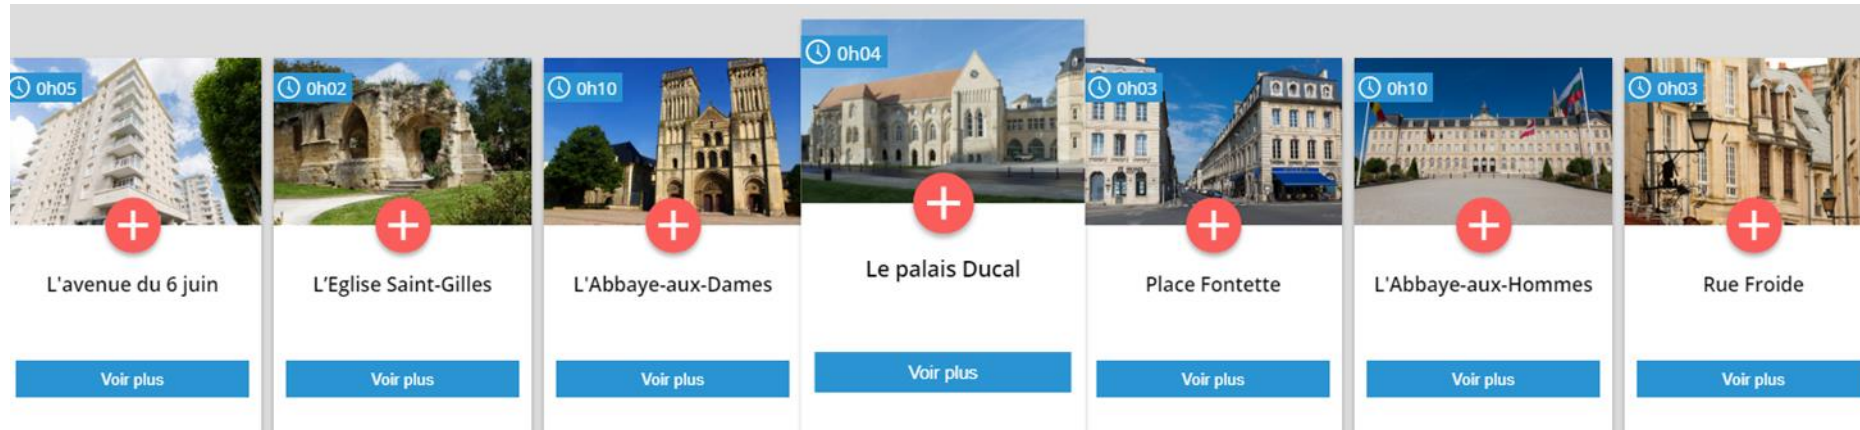 0h05
0h02
0h10
0h04
0h03
0h10
0h03
L'avenue du 6 juin
L’Eglise Saint-Gilles
L'Abbaye-aux-Dames
Le palais Ducal
Place Fontette
L'Abbaye-aux-Hommes
Rue Froide
Voir plus
Voir plus
Voir plus
Voir plus
Voir plus
Voir plus
Voir plus